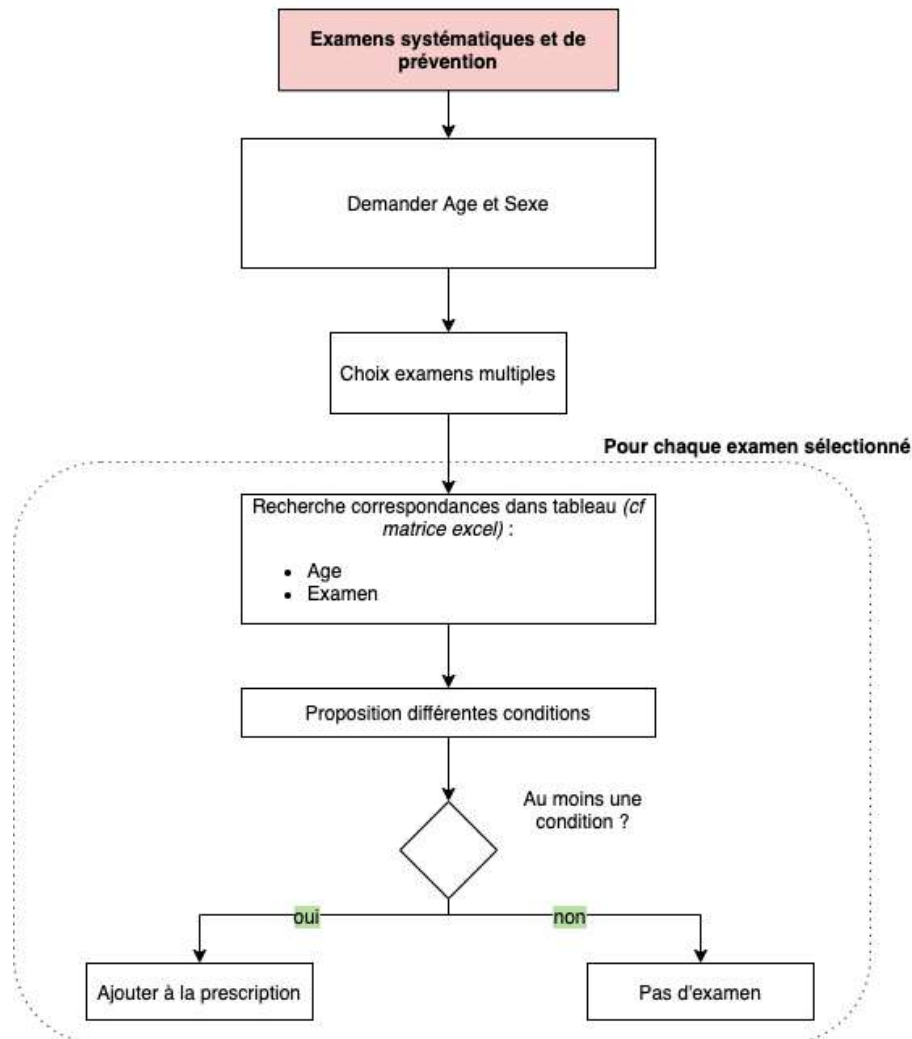 Examens systématiques et de
prévention
Demander Age et Sexe
Choix examens multiples
Pour chaque examen sélectionné
Recherche correspondances dans tableau (cf
matrice excel) :
• Age
• Examen
Proposition différentes conditions
Au moins une
condition ?
oui
non
Ajouter à la prescription
Pas d'examen